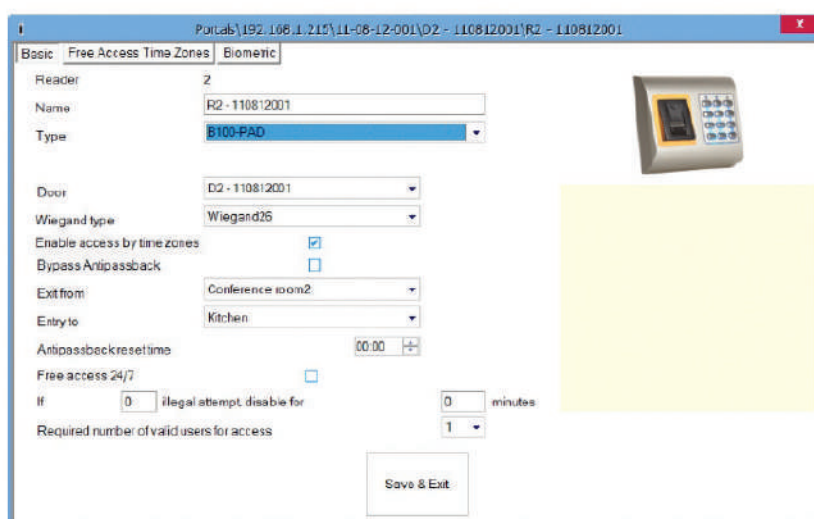 Portals\192.168.1.215\11-08-12-001\D2 - 110812001\R2 - 110812001 x
Basic Free Access Time Zones Biometric
Reader 2
Name R2 - 110812001
Type B100-PAD
Door D2 - 110812001
Wiegand type Wiegand26
Enable access by time zones
Bypass Antipassback
Exit from Conference room2
Entry to Kitchen
Antipassback reset time 00:00
Free access 24/7
If 0 illegal attempt, disable for 0 minutes
Required number of valid users for access 1
Save & Exit